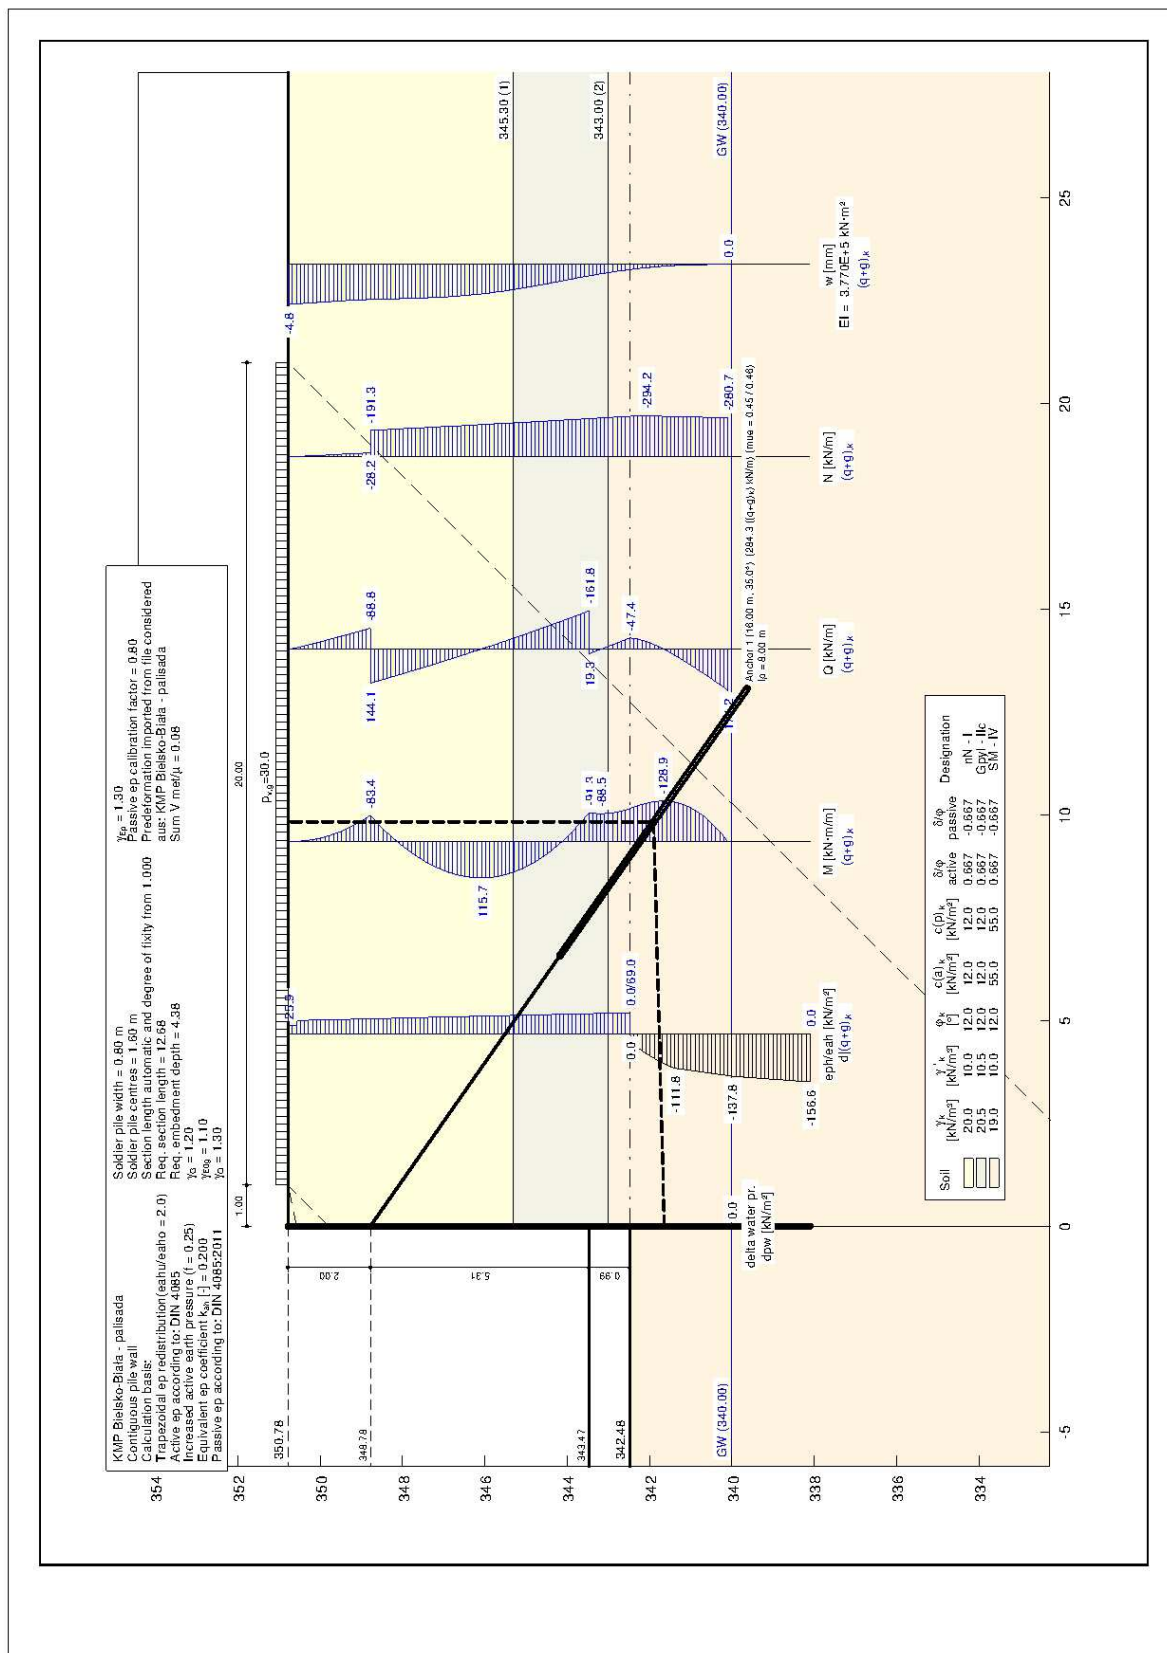 KMP Bielsko-Biała - palisada
Contiguous pile wall
Calculation basis:
Trapezoidal ep redistribution(eahu/eaho = 2.0)
Active ep according to: DIN 4085
Increased active earth pressure (f = 0.25)
Equivalent ep coefficient kah [-] = 0.200
Passive ep according to: DIN 4085:2011
Soldier pile width = 0.80 m
Soldier pile centres = 1.60 m
Section length automatic and degree of fixity from 1.000
Req. section length = 12.68
Req. embedment depth = 4.38
γG = 1.20
γE0g = 1.10
γQ = 1.30
γEp = 1.30
Passive ep calibration factor = 0.80
Predeformation imported from file considered
aus: KMP Bielsko-Biała - palisada
Sum V met/μ = 0.08
1.00
20.00
pv,g=30.0
350.78
348.78
343.47
342.48
2.00
5.31
0.99
GW (340.00)
345.30 (1)
343.00 (2)
GW (340.00)
0.0
delta water pr.
dpw [kN/m²]
25.9
0.0/69.0
0.0
-111.8
-137.8
-156.6
0.0
eph/eah [kN/m²]
d|(q+g),k
-83.4
115.7
-91.3
-88.5
-128.9
M [kN·m/m]
(q+g),k
-88.8
144.1
-161.8
19.3
-47.4
Q [kN/m]
(q+g),k
-28.2
-191.3
-294.2
-280.7
N [kN/m]
(q+g),k
-4.8
0.0
w [mm]
EI = 3.770E+5 kN·m²
(q+g),k
Anchor 1 (16.00 m, 35.0°) (284.3 ((q+g)k) kN/m) (mue = 0.45 / 0.46)
lp = 8.00 m
Soil γk [kN/m³] γ'k [kN/m³] φk [°] c(a)k [kN/m²] c(p)k [kN/m²] δ/φ active δ/φ passive Designation
20.0 10.0 12.0 12.0 12.0 0.667 -0.667 nN - I
20.5 10.5 12.0 12.0 12.0 0.667 -0.667 Gpyl - IIc
19.0 10.0 12.0 55.0 55.0 0.667 -0.667 SM - IV
354
352
350
348
346
344
342
340
338
336
334
-5
0
5
10
15
20
25